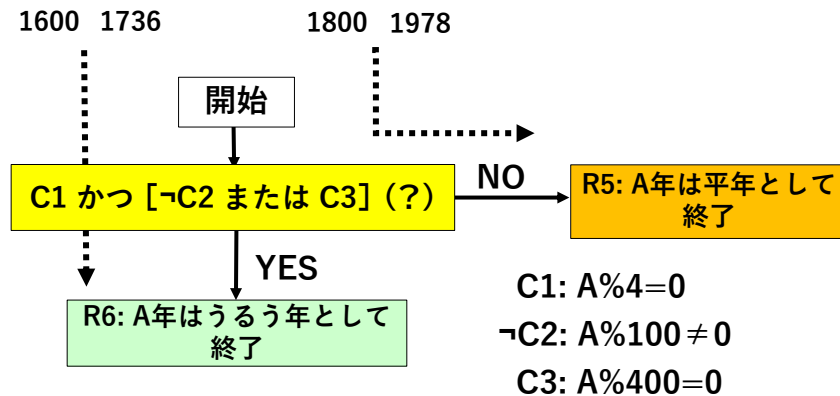 1600 1736
1800 1978
開始
C1 かつ [¬C2 または C3] (?)
NO
R5: A年は平年として
終了
YES
R6: A年はうるう年として
終了
C1: A%4=0
¬C2: A%100≠0
C3: A%400=0